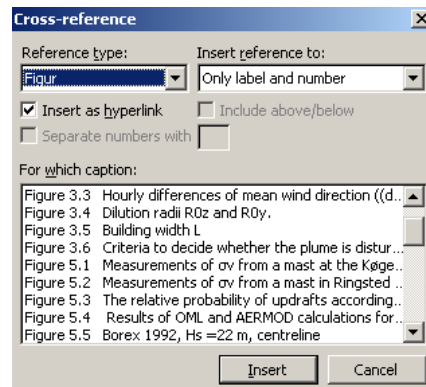 Cross-reference
Reference type: Insert reference to:
Figur Only label and number
Insert as hyperlink Include above/below
Separate numbers with
For which caption:
Figure 3.3 Hourly differences of mean wind direction ((d...
Figure 3.4 Dilution radii R0z and R0y.
Figure 3.5 Building width L
Figure 3.6 Criteria to decide whether the plume is distur...
Figure 5.1 Measurements of σv from a mast at the Køge...
Figure 5.2 Measurements of σv from a mast in Ringsted ...
Figure 5.3 The relative probability of updrafts according...
Figure 5.4 Results of OML and AERMOD calculations for...
Figure 5.5 Borex 1992, Hs =22 m, centreline
Insert Cancel